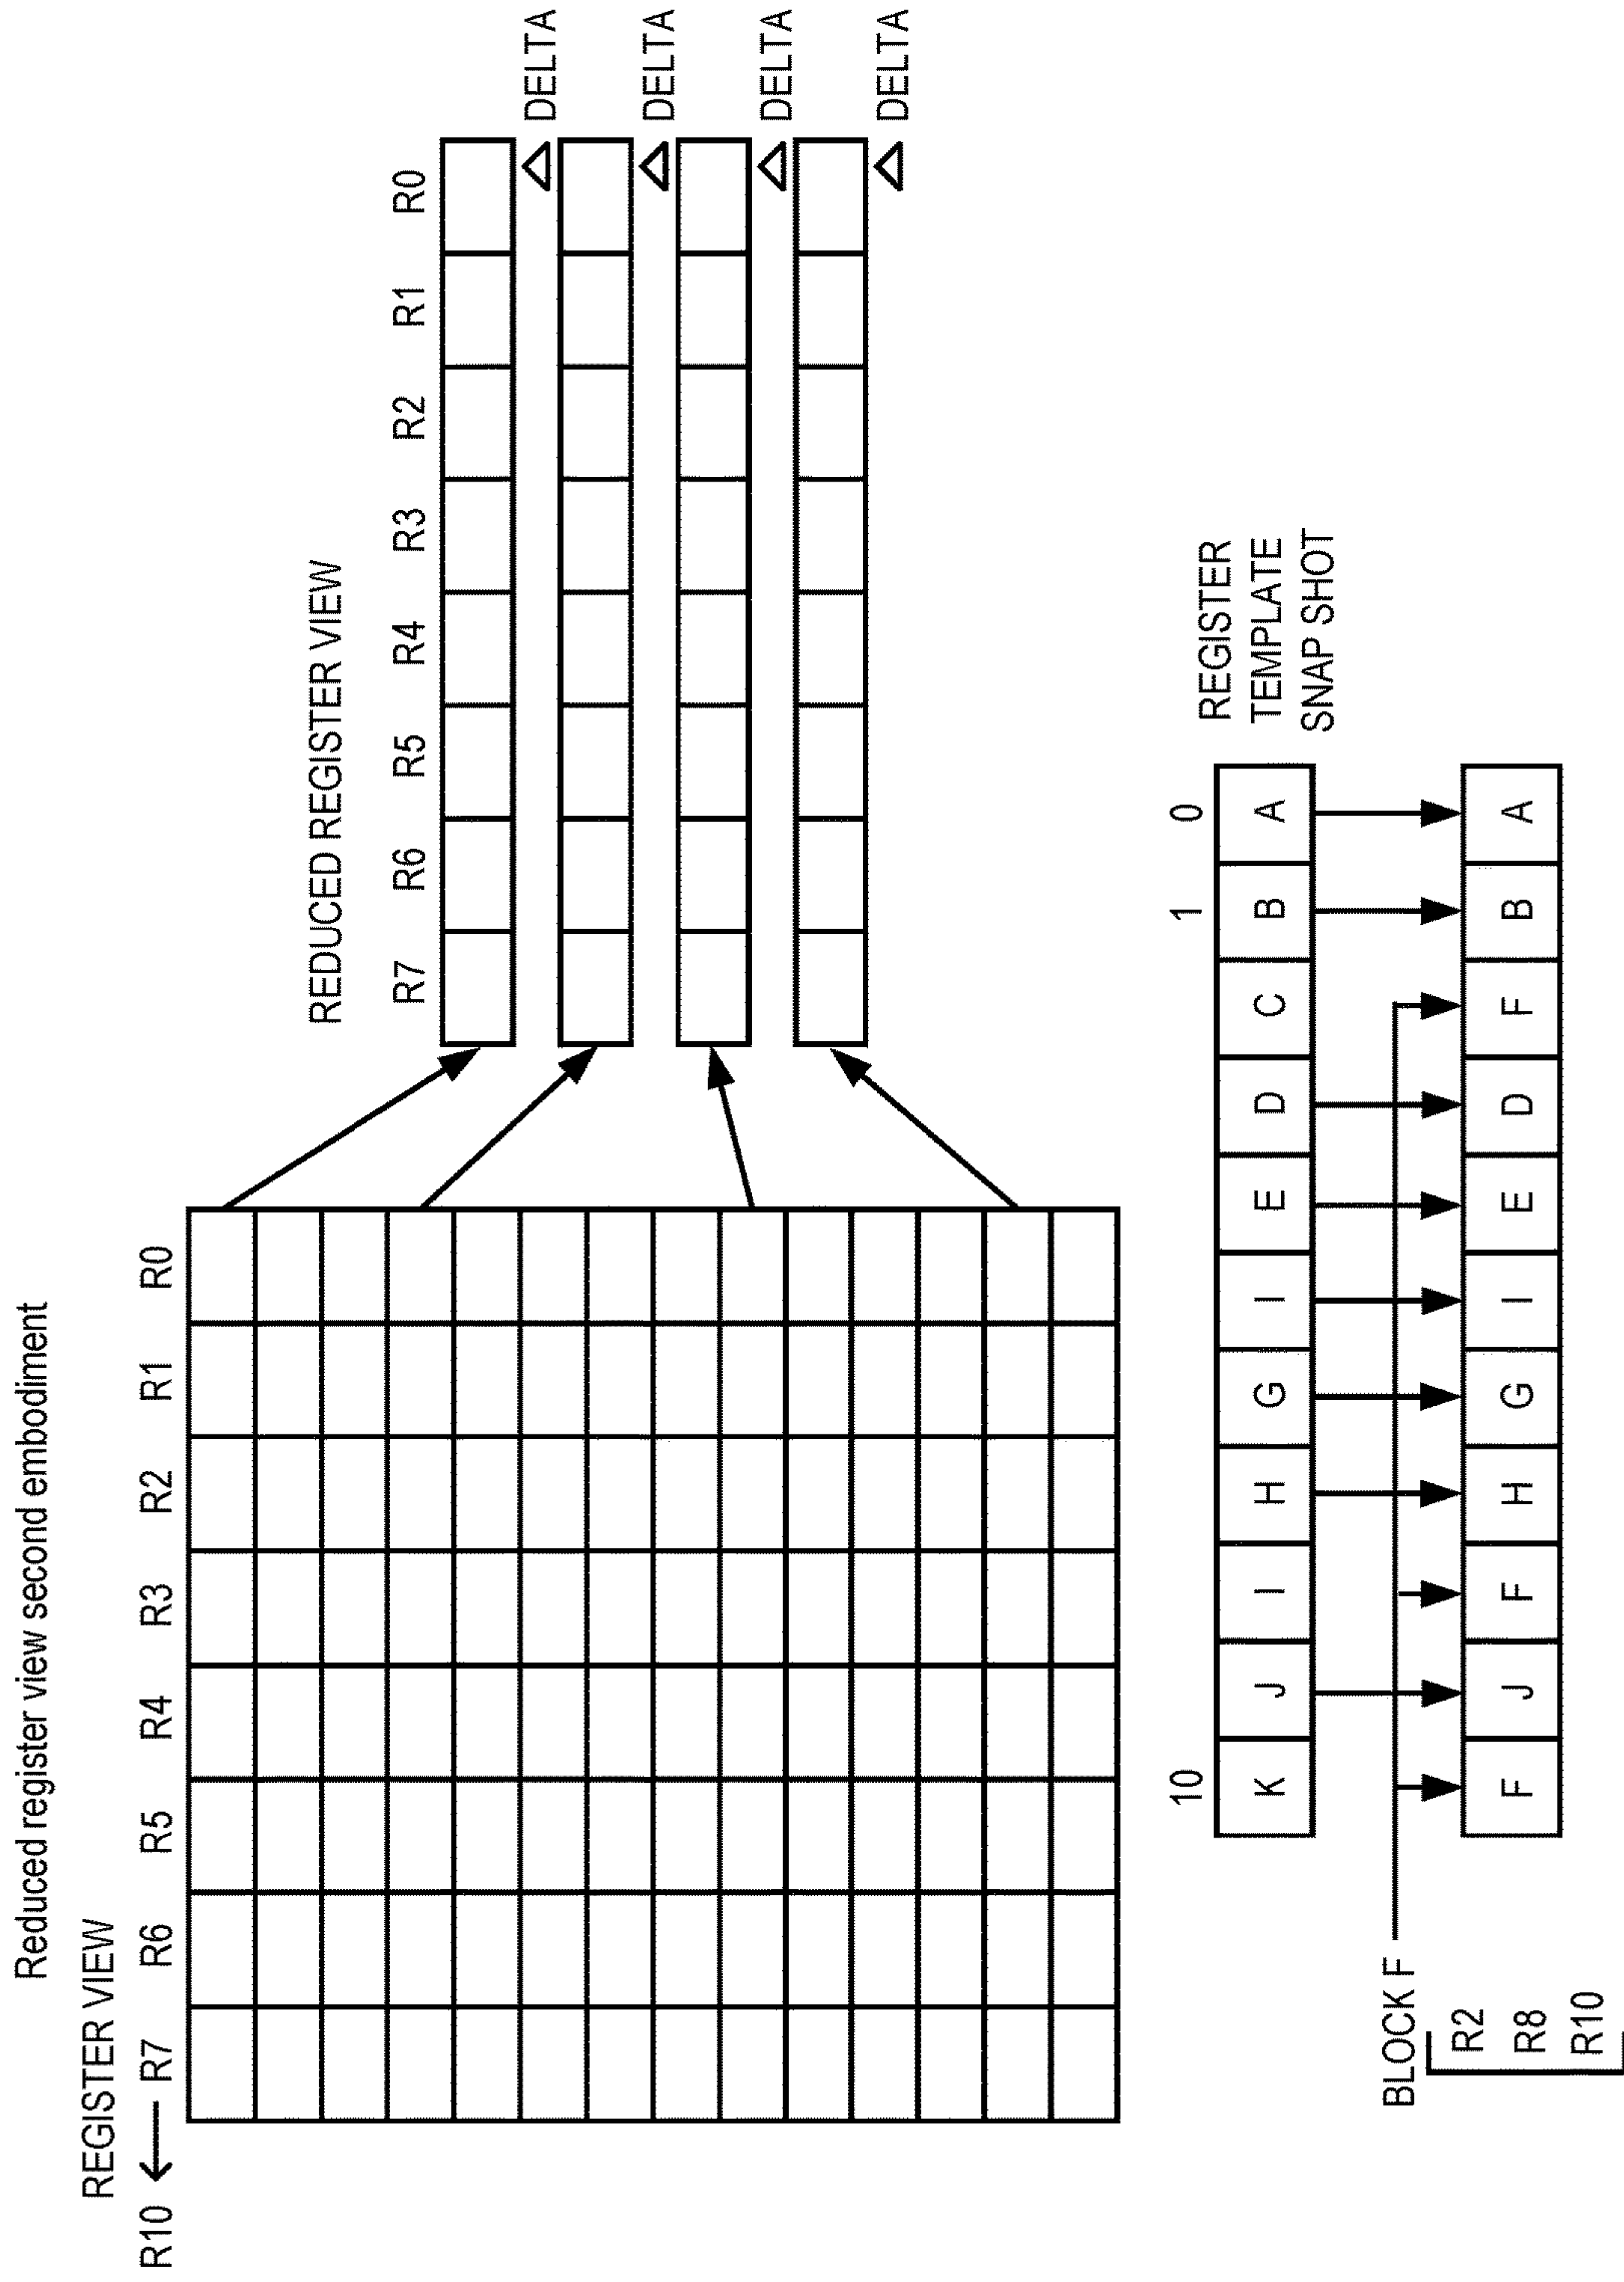 Reduced register view second embodiment
REGISTER VIEW
R10 ← R7 R6 R5 R4 R3 R2 R1 R0
REDUCED REGISTER VIEW
R7 R6 R5 R4 R3 R2 R1 R0
DELTA
DELTA
DELTA
DELTA
10 1 0
K J I H G I E D C B A
REGISTER
TEMPLATE
SNAP SHOT
BLOCK F
F J F H G I E D F B A
R2
R8
R10